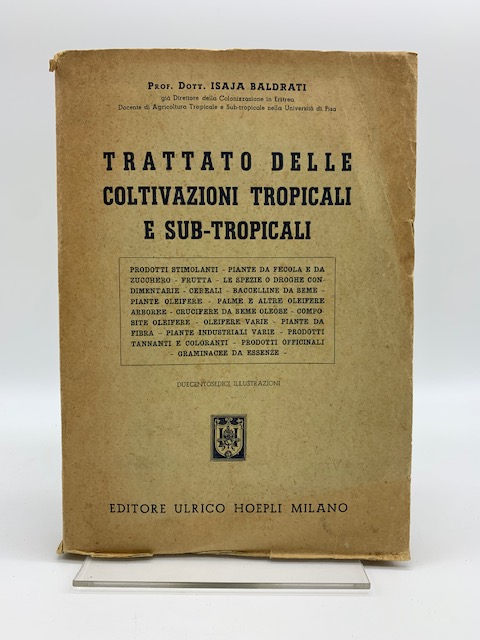 Prof. Dott. ISAJA BALDRATI
già Direttore della Colonizzazione in Eritrea
Docente di Agricoltura Tropicale e Sub-tropicale nella Università di Pisa
TRATTATO DELLE
COLTIVAZIONI TROPICALI
E SUB-TROPICALI
PRODOTTI STIMOLANTI - PIANTE DA FECOLA E DA
ZUCCHERO - FRUTTA - LE SPEZIE O DROGHE CON-
DIMENTARIE - CEREALI - BACCELLINE DA SEME -
PIANTE OLEIFERE - PALME E ALTRE OLEIFERE
ARBOREE - CRUCIFERE DA SEME OLEOSE - COMPO-
SITE OLEIFERE - OLEIFERE VARIE - PIANTE DA
FIBRA - PIANTE INDUSTRIALI VARIE - PRODOTTI
TANNANTI E COLORANTI - PRODOTTI OFFICINALI
- GRAMINACEE DA ESSENZE -
DUECENTOSEDICI ILLUSTRAZIONI
EDITORE ULRICO HOEPLI MILANO